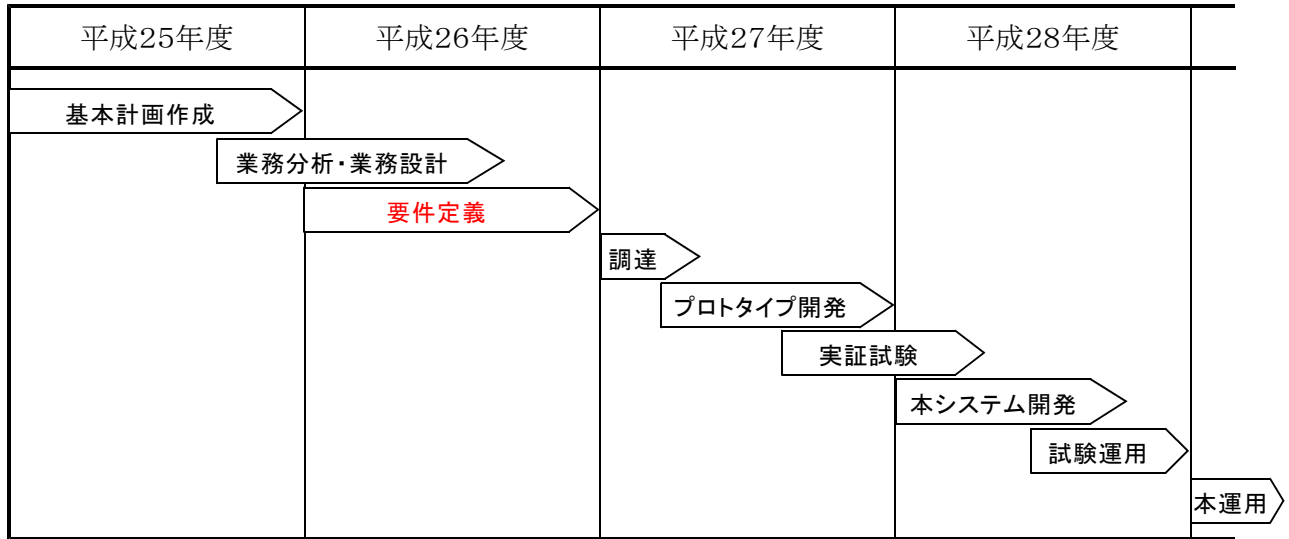 平成25年度
平成26年度
平成27年度
平成28年度
基本計画作成
業務分析・業務設計
要件定義
調達
プロトタイプ開発
実証試験
本システム開発
試験運用
本運用